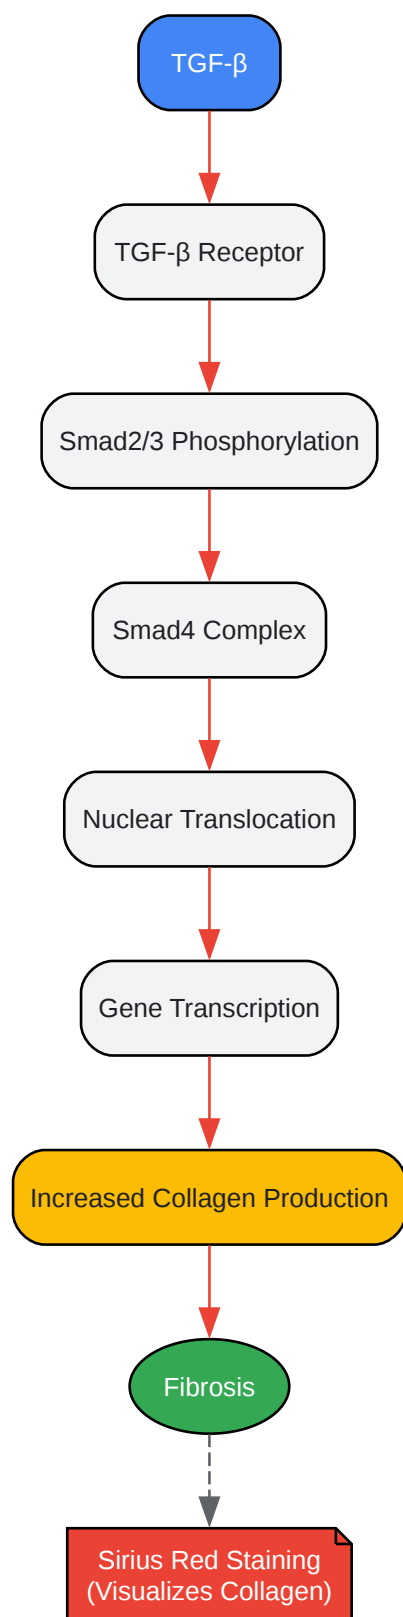 TGF-β
TGF-β Receptor
Smad2/3 Phosphorylation
Smad4 Complex
Nuclear Translocation
Gene Transcription
Increased Collagen Production
Fibrosis
Sirius Red Staining
(Visualizes Collagen)